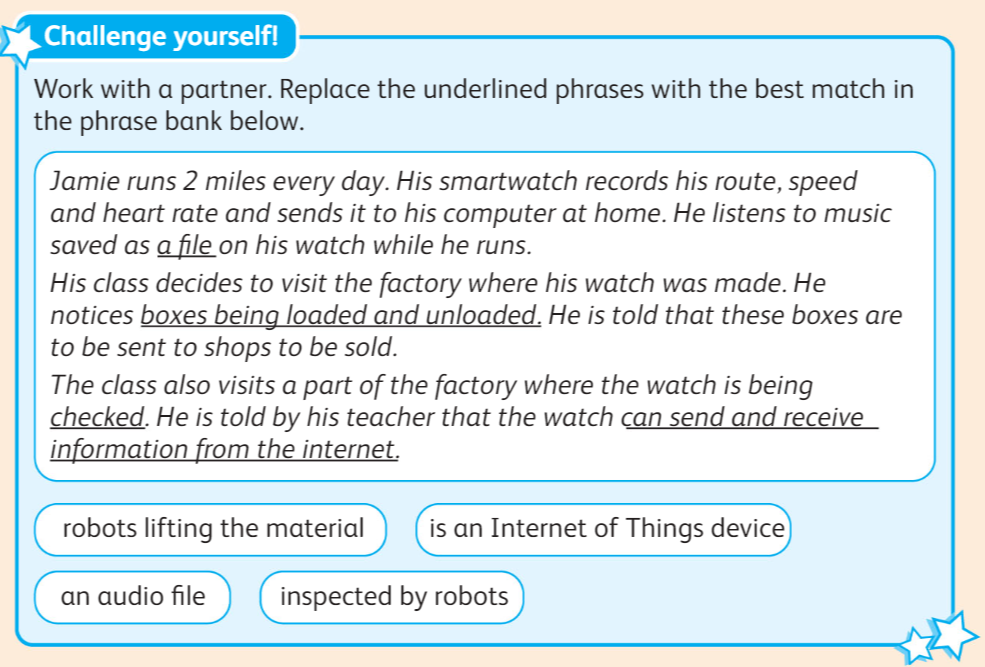 Challenge yourself!
Work with a partner. Replace the underlined phrases with the best match in
the phrase bank below.
Jamie runs 2 miles every day. His smartwatch records his route, speed
and heart rate and sends it to his computer at home. He listens to music
saved as a file on his watch while he runs.
His class decides to visit the factory where his watch was made. He
notices boxes being loaded and unloaded. He is told that these boxes are
to be sent to shops to be sold.
The class also visits a part of the factory where the watch is being
checked. He is told by his teacher that the watch can send and receive
information from the internet.
robots lifting the material
is an Internet of Things device
an audio file
inspected by robots